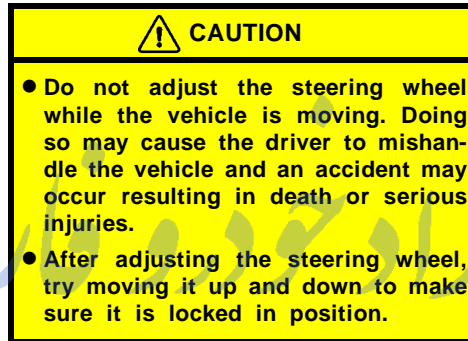 CAUTION
● Do not adjust the steering wheel
while the vehicle is moving. Doing
so may cause the driver to mishan-
dle the vehicle and an accident may
occur resulting in death or serious
injuries.
● After adjusting the steering wheel,
try moving it up and down to make
sure it is locked in position.